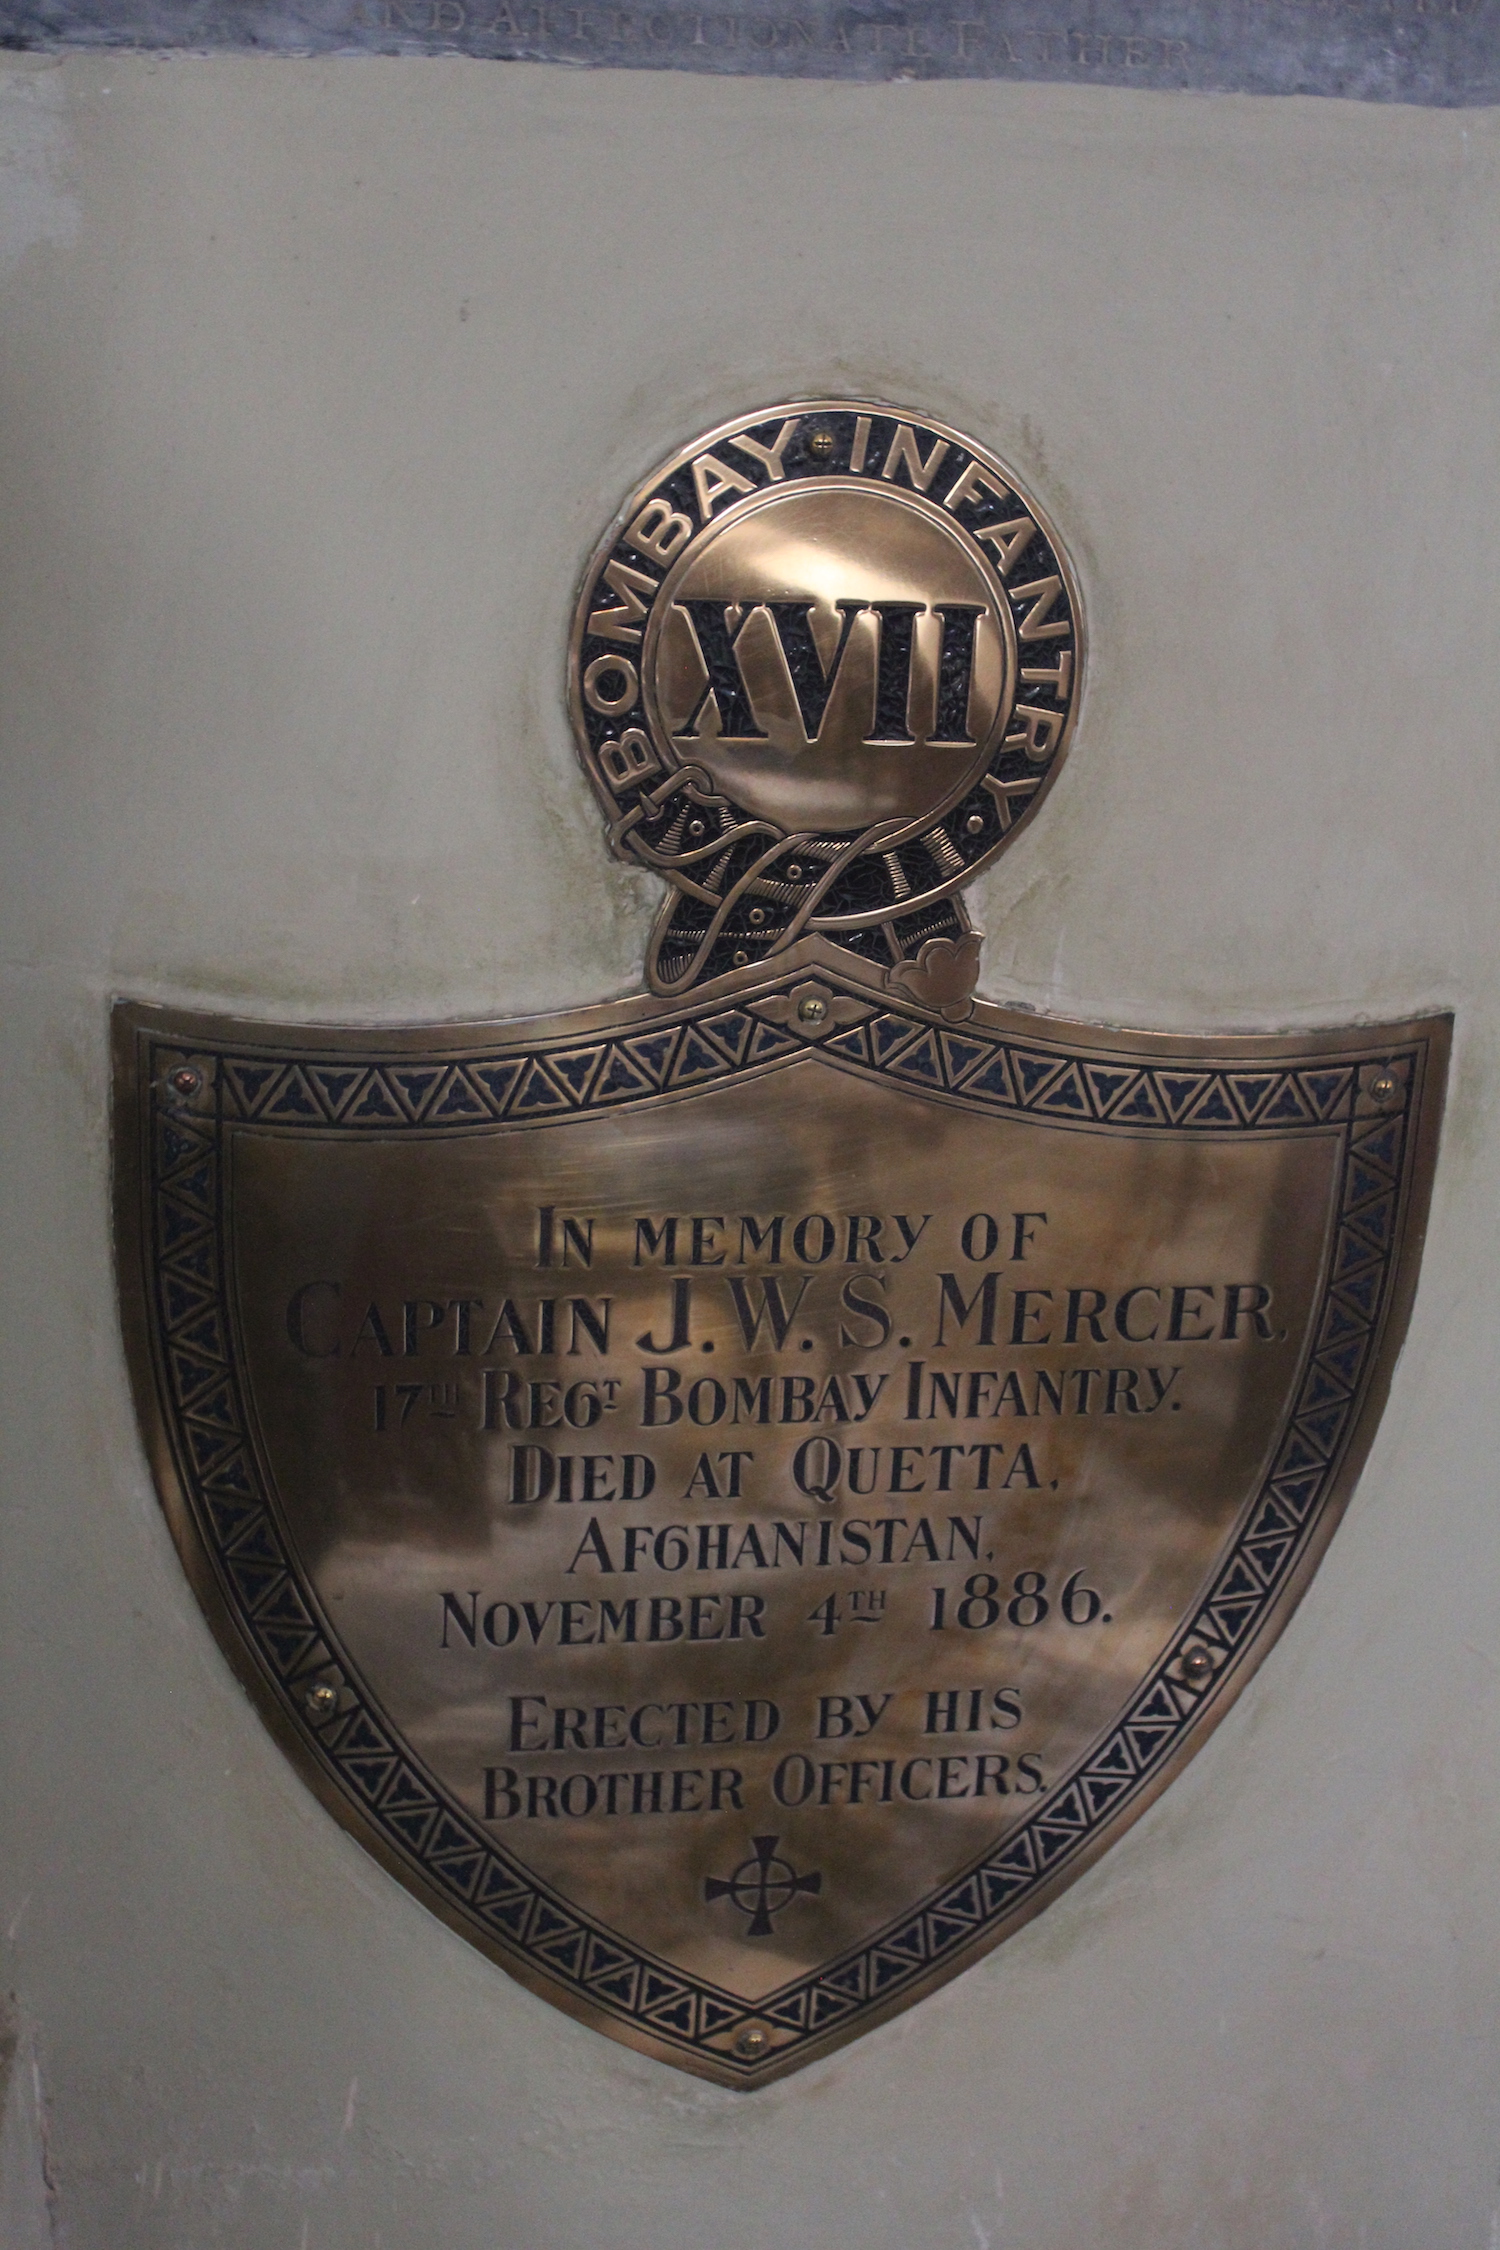 AND AFFECTIONATE FATHER
BOMBAY · INFANTRY ·
XVII
IN MEMORY OF
CAPTAIN J. W. S. MERCER,
17TH REGT BOMBAY INFANTRY.
DIED AT QUETTA,
AFGHANISTAN,
NOVEMBER 4TH 1886.
ERECTED BY HIS
BROTHER OFFICERS.